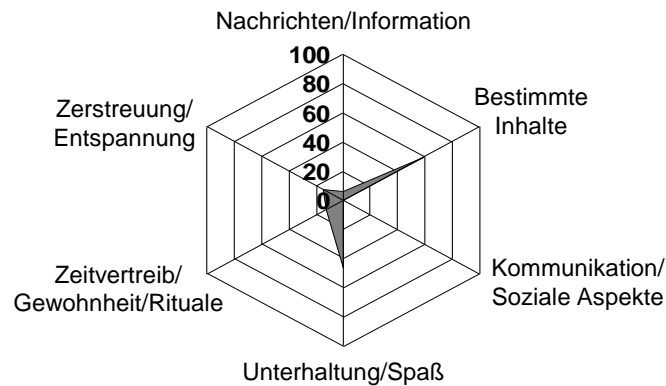 Nachrichten/Information
100
80
60
40
20
0
Bestimmte
Inhalte
Kommunikation/
Soziale Aspekte
Unterhaltung/Spaß
Zeitvertreib/
Gewohnheit/Rituale
Zerstreuung/
Entspannung